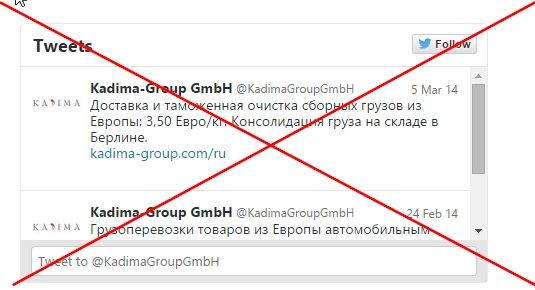 Tweets
Follow
KADIMA
Kadima-Group GmbH @KadimaGroupGmbH 5 Mar 14
Доставка и таможенная очистка сборных грузов из
Европы: 3,50 Евро/кг. Консолидация груза на складе в
Берлине.
kadima-group.com/ru
KADIMA
Kadima-Group GmbH @KadimaGroupGmbH 24 Feb 14
Грузоперевозки товаров из Европы автомобильным
Tweet to @KadimaGroupGmbH